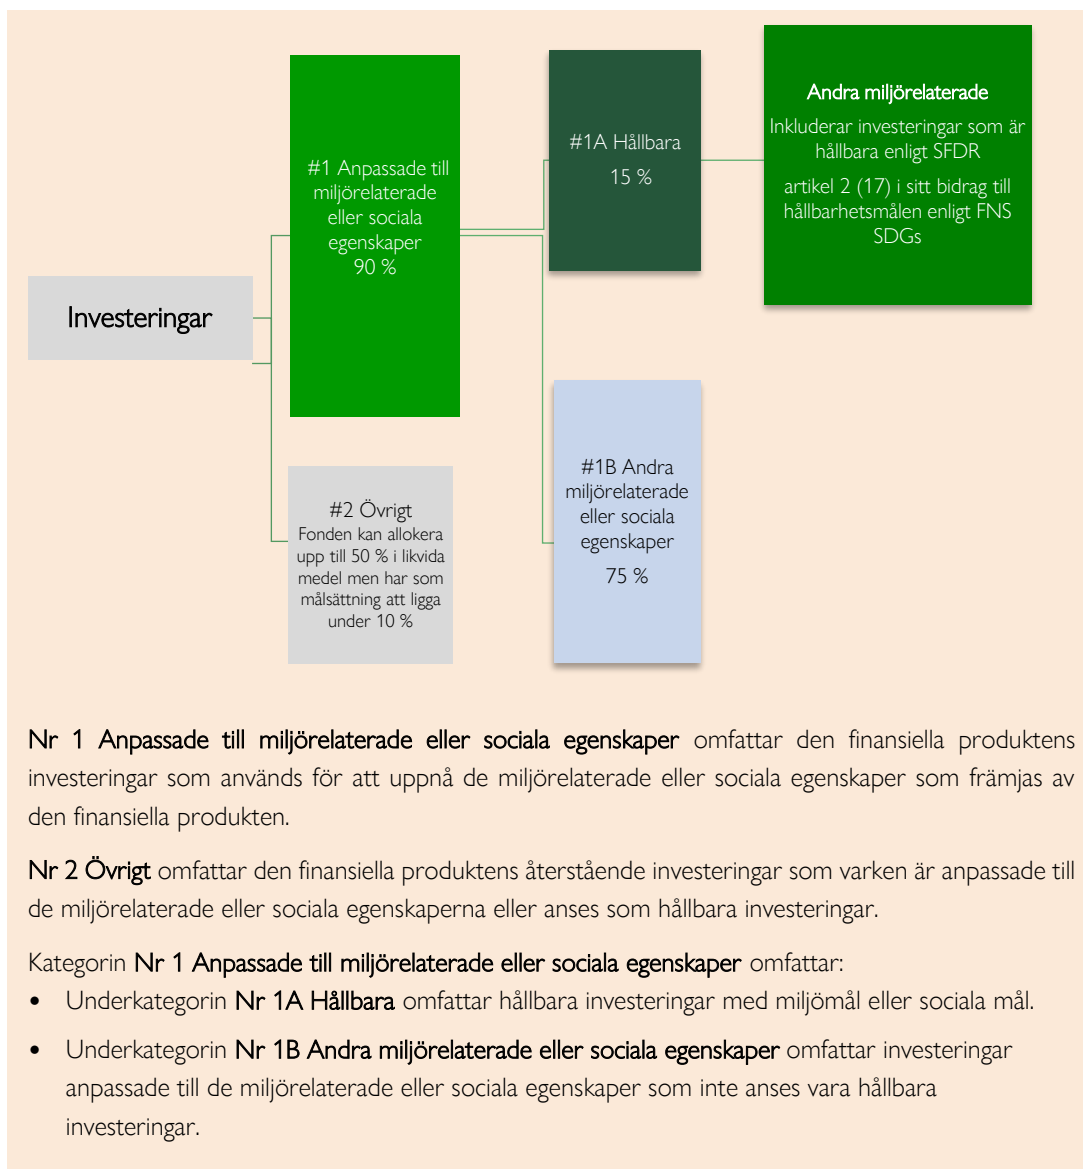 Investeringar
#1 Anpassade till
miljörelaterade
eller sociala
egenskaper
90 %
#2 Övrigt
Fonden kan allokera
upp till 50 % i likvida
medel men har som
målsättning att ligga
under 10 %
#1A Hållbara
15 %
#1B Andra
miljörelaterade
eller sociala
egenskaper
75 %
Andra miljörelaterade
Inkluderar investeringar som är
hållbara enligt SFDR
artikel 2 (17) i sitt bidrag till
hållbarhetsmålen enligt FNS
SDGs
Nr 1 Anpassade till miljörelaterade eller sociala egenskaper omfattar den finansiella produktens
investeringar som används för att uppnå de miljörelaterade eller sociala egenskaper som främjas av
den finansiella produkten.
Nr 2 Övrigt omfattar den finansiella produktens återstående investeringar som varken är anpassade till
de miljörelaterade eller sociala egenskaperna eller anses som hållbara investeringar.
Kategorin Nr 1 Anpassade till miljörelaterade eller sociala egenskaper omfattar:
• Underkategorin Nr 1A Hållbara omfattar hållbara investeringar med miljömål eller sociala mål.
• Underkategorin Nr 1B Andra miljörelaterade eller sociala egenskaper omfattar investeringar
anpassade till de miljörelaterade eller sociala egenskaper som inte anses vara hållbara
investeringar.